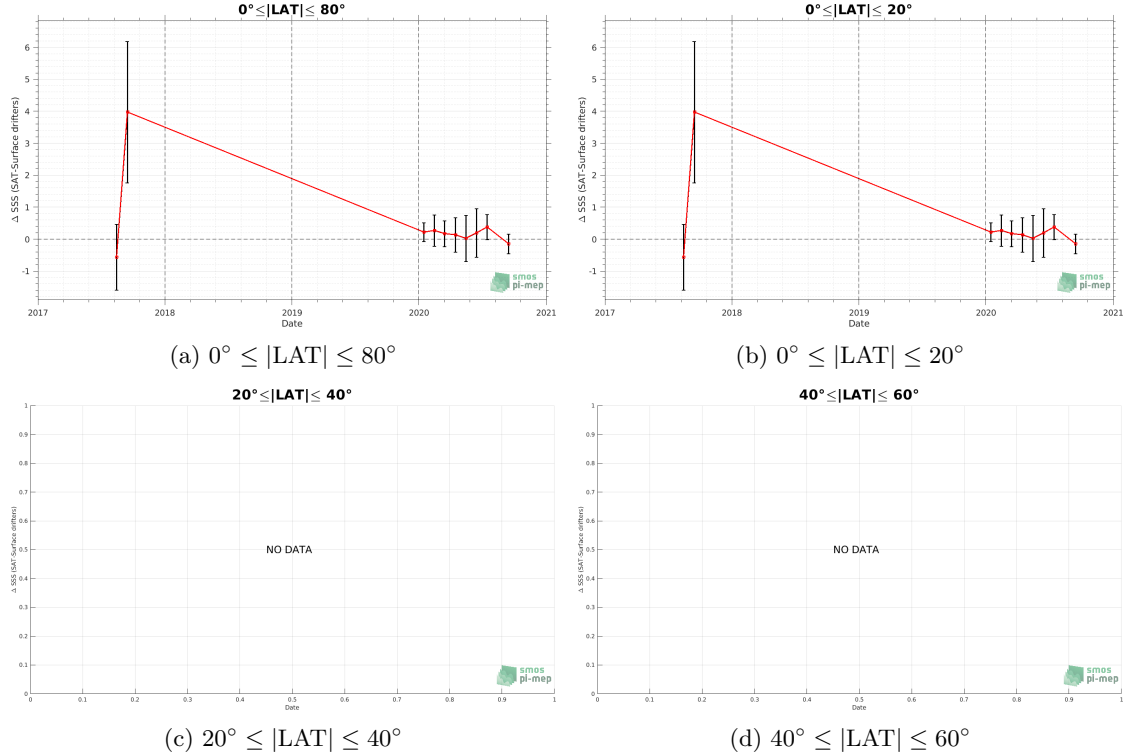 0°≤|LAT|≤ 80°
Δ SSS (SAT-Surface drifters)
6
5
4
3
2
1
0
-1
2017 2018 2019 2020 2021
Date
smos
pi-mep
(a) 0° ≤ |LAT| ≤ 80°
0°≤|LAT|≤ 20°
Δ SSS (SAT-Surface drifters)
6
5
4
3
2
1
0
-1
2017 2018 2019 2020 2021
Date
smos
pi-mep
(b) 0° ≤ |LAT| ≤ 20°
20°≤|LAT|≤ 40°
Δ SSS (SAT-Surface drifters)
1
0.9
0.8
0.7
0.6
0.5
0.4
0.3
0.2
0.1
0
NO DATA
0 0.1 0.2 0.3 0.4 0.5 0.6 0.7 0.8 0.9 1
Date
smos
pi-mep
(c) 20° ≤ |LAT| ≤ 40°
40°≤|LAT|≤ 60°
Δ SSS (SAT-Surface drifters)
1
0.9
0.8
0.7
0.6
0.5
0.4
0.3
0.2
0.1
0
NO DATA
0 0.1 0.2 0.3 0.4 0.5 0.6 0.7 0.8 0.9 1
Date
smos
pi-mep
(d) 40° ≤ |LAT| ≤ 60°